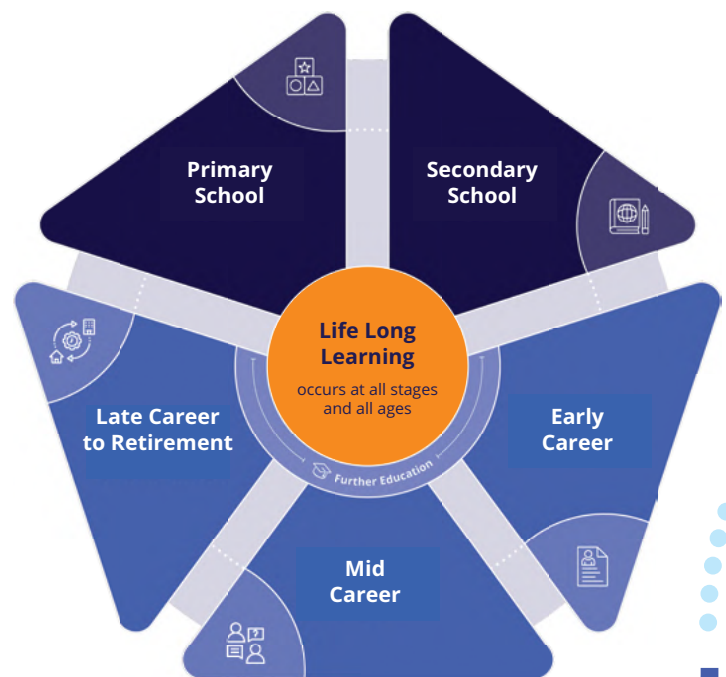 Primary
School
Secondary
School
Life Long
Learning
occurs at all stages
and all ages
Late Career
to Retirement
Early
Career
Further Education
Mid
Career
?